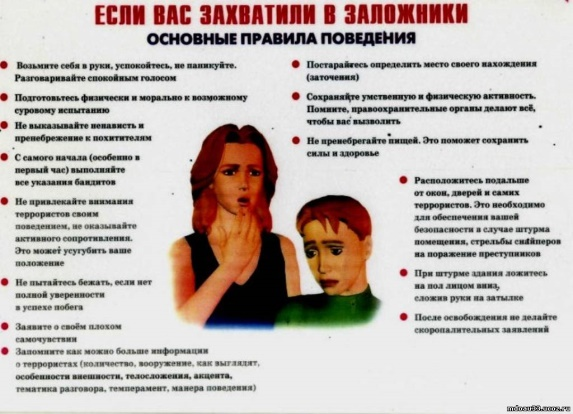 ЕСЛИ ВАС ЗАХВАТИЛИ В ЗАЛОЖНИКИ
ОСНОВНЫЕ ПРАВИЛА ПОВЕДЕНИЯ
Возьмите себя в руки, успокойтесь, не паникуйте.
Разговаривайте спокойным голосом
Подготовьтесь физически и морально к возможному
суровому испытанию
Не выказывайте ненависть и
пренебрежение к похитителям
С самого начала (особенно в
первый час) выполняйте
все указания бандитов
Не привлекайте внимания
террористов своим
поведением, не оказывайте
активного сопротивления.
Это может усугубить ваше
положение
Не пытайтесь бежать, если нет
полной уверенности
в успехе побега
Заявите о своём плохом
самочувствии
Запомните как можно больше информации
о террористах (количество, вооружение, как выглядят,
особенности внешности, телосложения, акцента,
тематика разговора, темперамент, манера поведения)
Постарайтесь определить место своего нахождения
(заточения)
Сохраняйте умственную и физическую активность.
Помните, правоохранительные органы делают всё,
чтобы вас вызволить
Не пренебрегайте пищей. Это поможет сохранить
силы и здоровье
Расположитесь подальше
от окон, дверей и самих
террористов. Это необходимо
для обеспечения вашей
безопасности в случае штурма
помещения, стрельбы снайперов
на поражение преступников
При штурме здания ложитесь
на пол лицом вниз,
сложив руки на затылке
После освобождения не делайте
скоропалительных заявлений